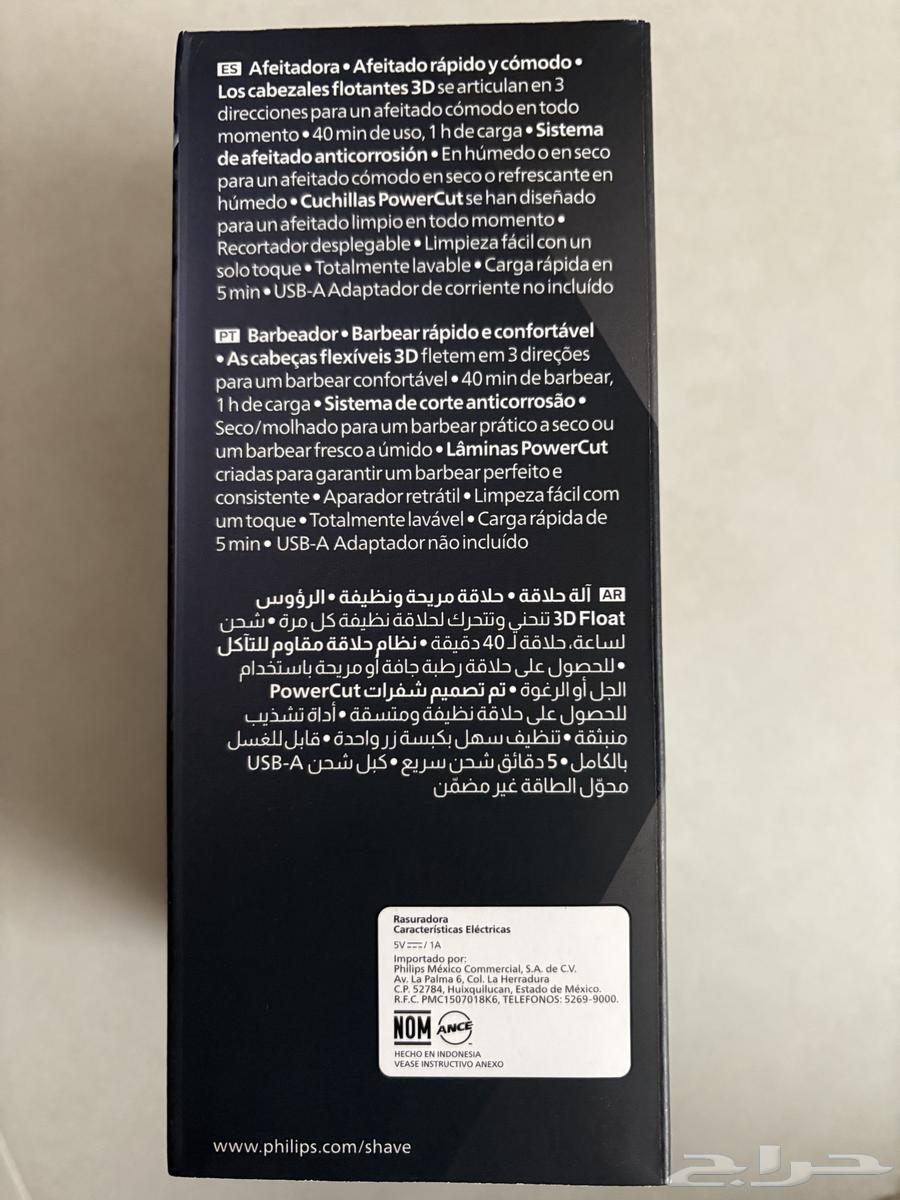 ES Afeitadora • Afeitado rápido y cómodo •
Los cabezales flotantes 3D se articulan en 3
direcciones para un afeitado cómodo en todo
momento • 40 min de uso, 1 h de carga • Sistema
de afeitado anticorrosión • En húmedo o en seco
para un afeitado cómodo en seco o refrescante en
húmedo • Cuchillas PowerCut se han diseñado
para un afeitado limpio en todo momento •
Recortador desplegable • Limpieza fácil con un
solo toque • Totalmente lavable • Carga rápida en
5 min • USB-A Adaptador de corriente no incluído
PT Barbeador • Barbear rápido e confortável
• As cabeças flexíveis 3D fletem em 3 direções
para um barbear confortável • 40 min de barbear,
1 h de carga • Sistema de corte anticorrosão •
Seco/molhado para um barbear prático a seco ou
um barbear fresco a úmido • Lâminas PowerCut
criadas para garantir um barbear perfeito e
consistente • Aparador retrátil • Limpeza fácil com
um toque • Totalmente lavável • Carga rápida de
5 min • USB-A Adaptador não incluído
AR آلة حلاقة • حلاقة مريحة ونظيفة • الرؤوس
3D Float تنحني وتتحرك لحلاقة نظيفة كل مرة • شحن
لساعة، حلاقة لـ 40 دقيقة • نظام حلاقة مقاوم للتآكل
• للحصول على حلاقة رطبة جافة أو مريحة باستخدام
الجل أو الرغوة • تم تصميم شفرات PowerCut
للحصول على حلاقة نظيفة ومتسقة • أداة تشذيب
منبثقة • تنظيف سهل بكبسة زر واحدة • قابل للغسل
بالكامل • 5 دقائق شحن سريع • كبل شحن USB-A
محوّل الطاقة غير مضمّن
Rasuradora
Características Eléctricas
5V⎓/ 1A
Importado por:
Philips México Commercial, S.A. de C.V.
Av. La Palma 6, Col. La Herradura
C.P. 52784, Huixquilucan, Estado de México.
R.F.C. PMC1507018K6, TELEFONOS: 5269-9000.
NOM ANCE
HECHO EN INDONESIA
VEASE INSTRUCTIVO ANEXO
www.philips.com/shave
حراج